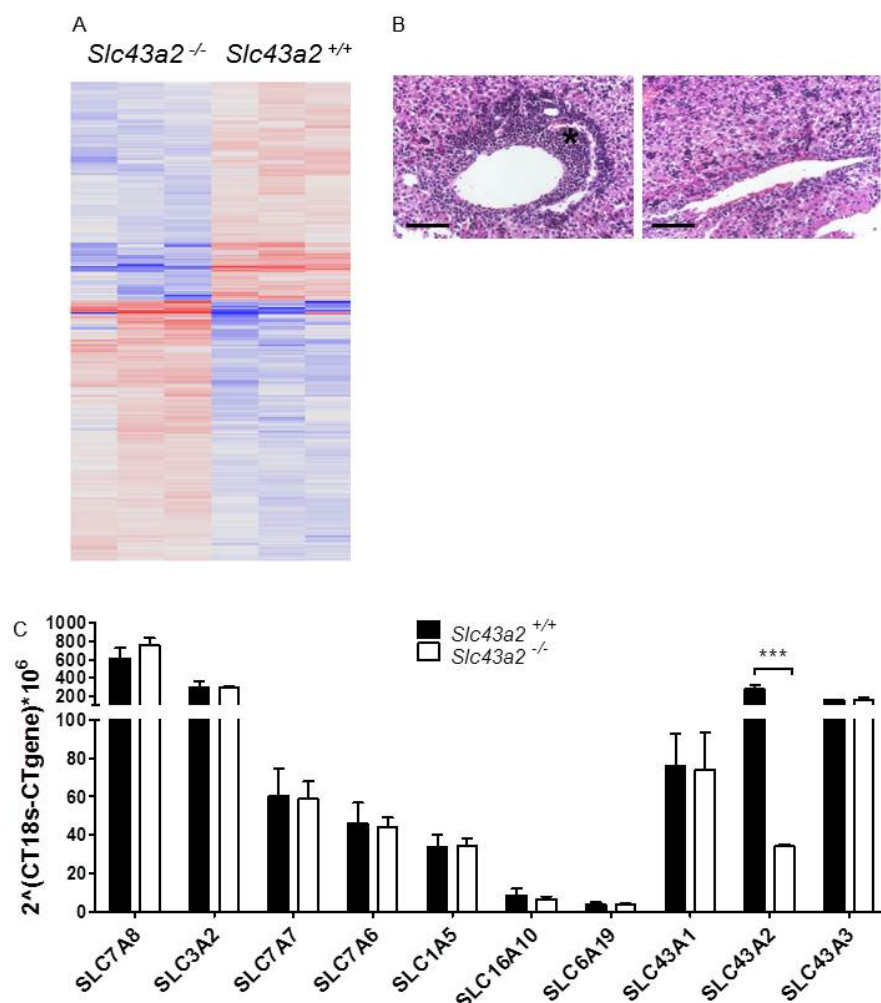 A
Slc43a2 -/- Slc43a2 +/+
B
*
C
1000
800
600
400
200
100
80
60
40
20
0
2^(CT18s-CTgene)*10^6
Slc43a2 +/+
Slc43a2 -/-
***
SLC7A8
SLC3A2
SLC7A7
SLC7A6
SLC1A5
SLC16A10
SLC6A19
SLC43A1
SLC43A2
SLC43A3